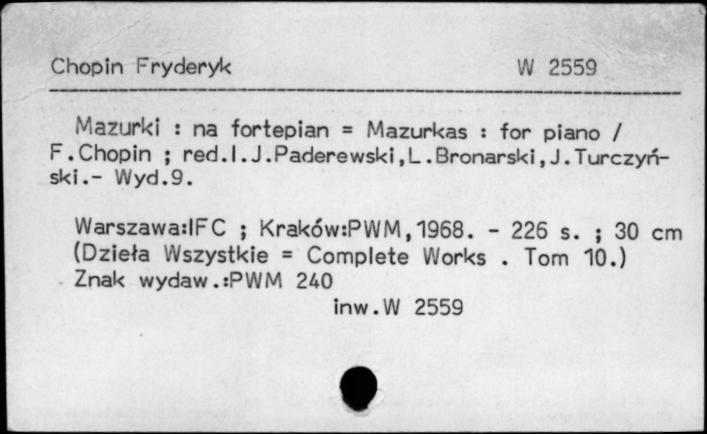 Chopin Fryderyk W 2559
Mazurki : na fortepian = Mazurkas : for piano /
F.Chopin ; red.I.J.Paderewski,L.Bronarski,J.Turczyń-
ski.- Wyd.9.
Warszawa:IFC ; Kraków:PWM,1968. - 226 s. ; 30 cm
(Dzieła Wszystkie = Complete Works . Tom 10.)
Znak wydaw.:PWM 240
inw.W 2559